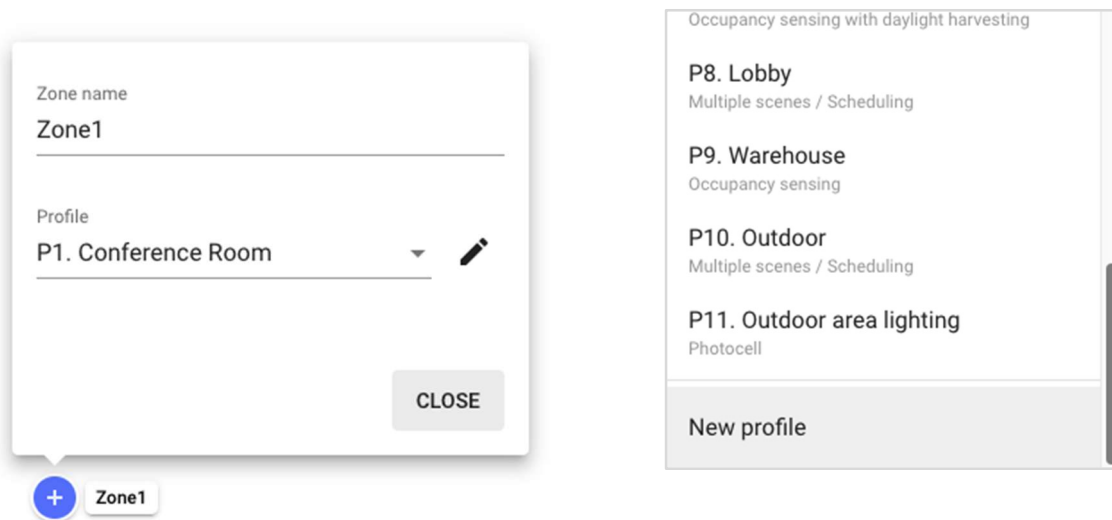 Zone name
Zone1
Profile
P1. Conference Room
CLOSE
Zone1
Occupancy sensing with daylight harvesting
P8. Lobby
Multiple scenes / Scheduling
P9. Warehouse
Occupancy sensing
P10. Outdoor
Multiple scenes / Scheduling
P11. Outdoor area lighting
Photocell
New profile